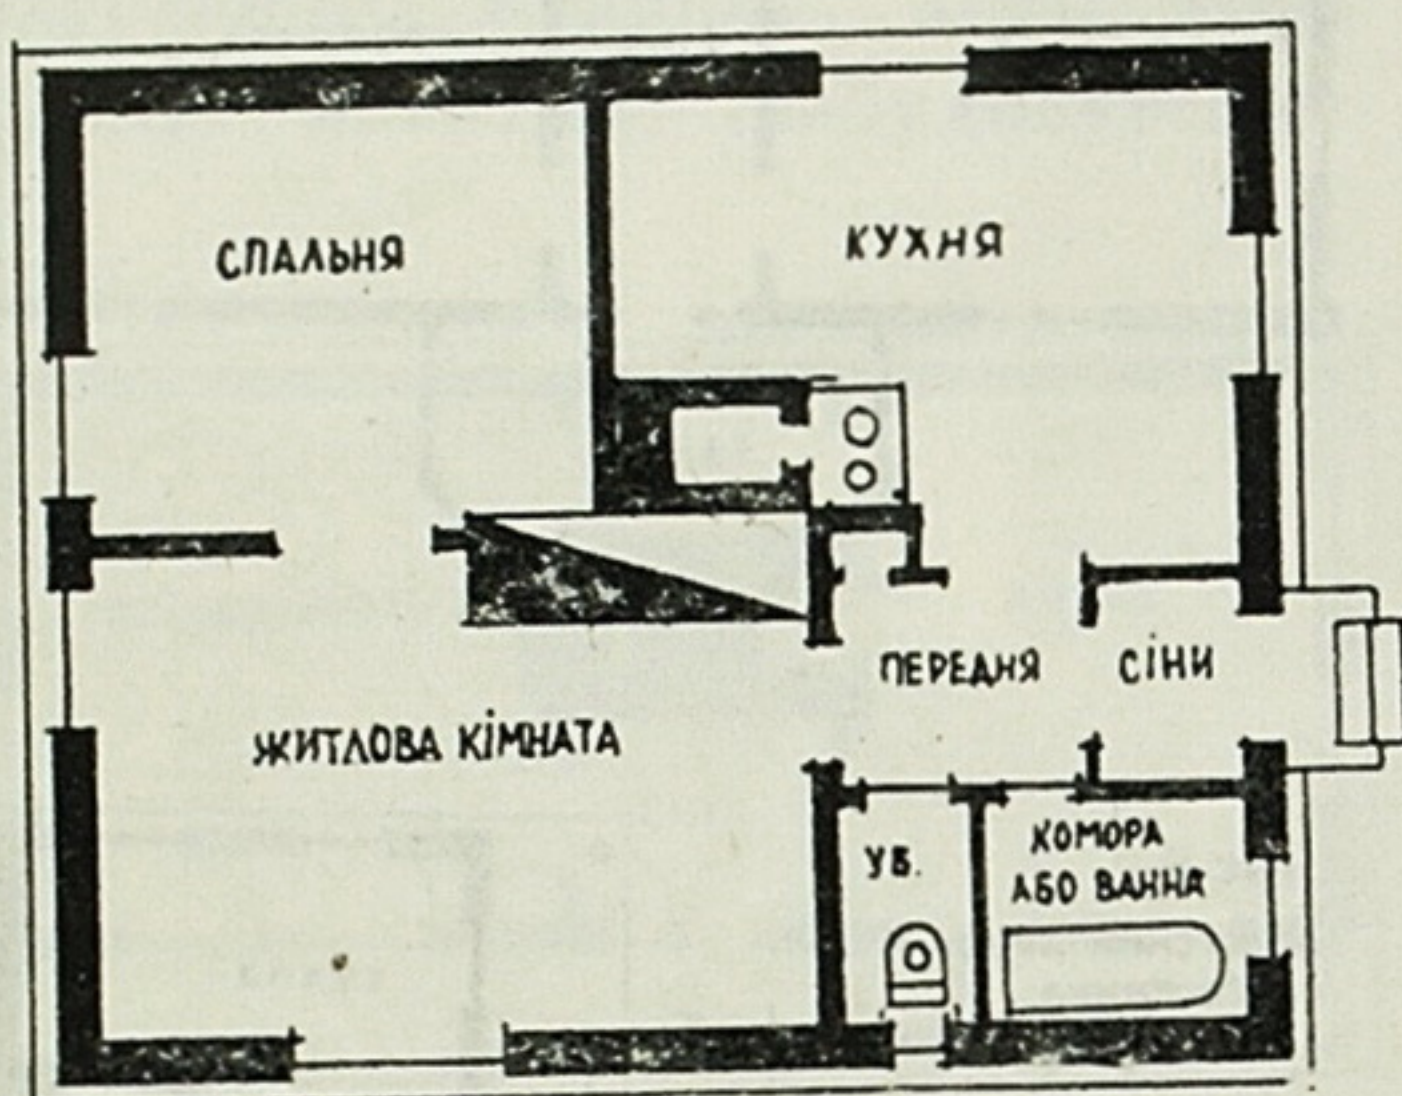 СПАЛЬНЯ
КУХНЯ
ПЕРЕДНЯ
СІНИ
ЖИТЛОВА КІМНАТА
УБ.
КОМОРА
АБО ВАННА